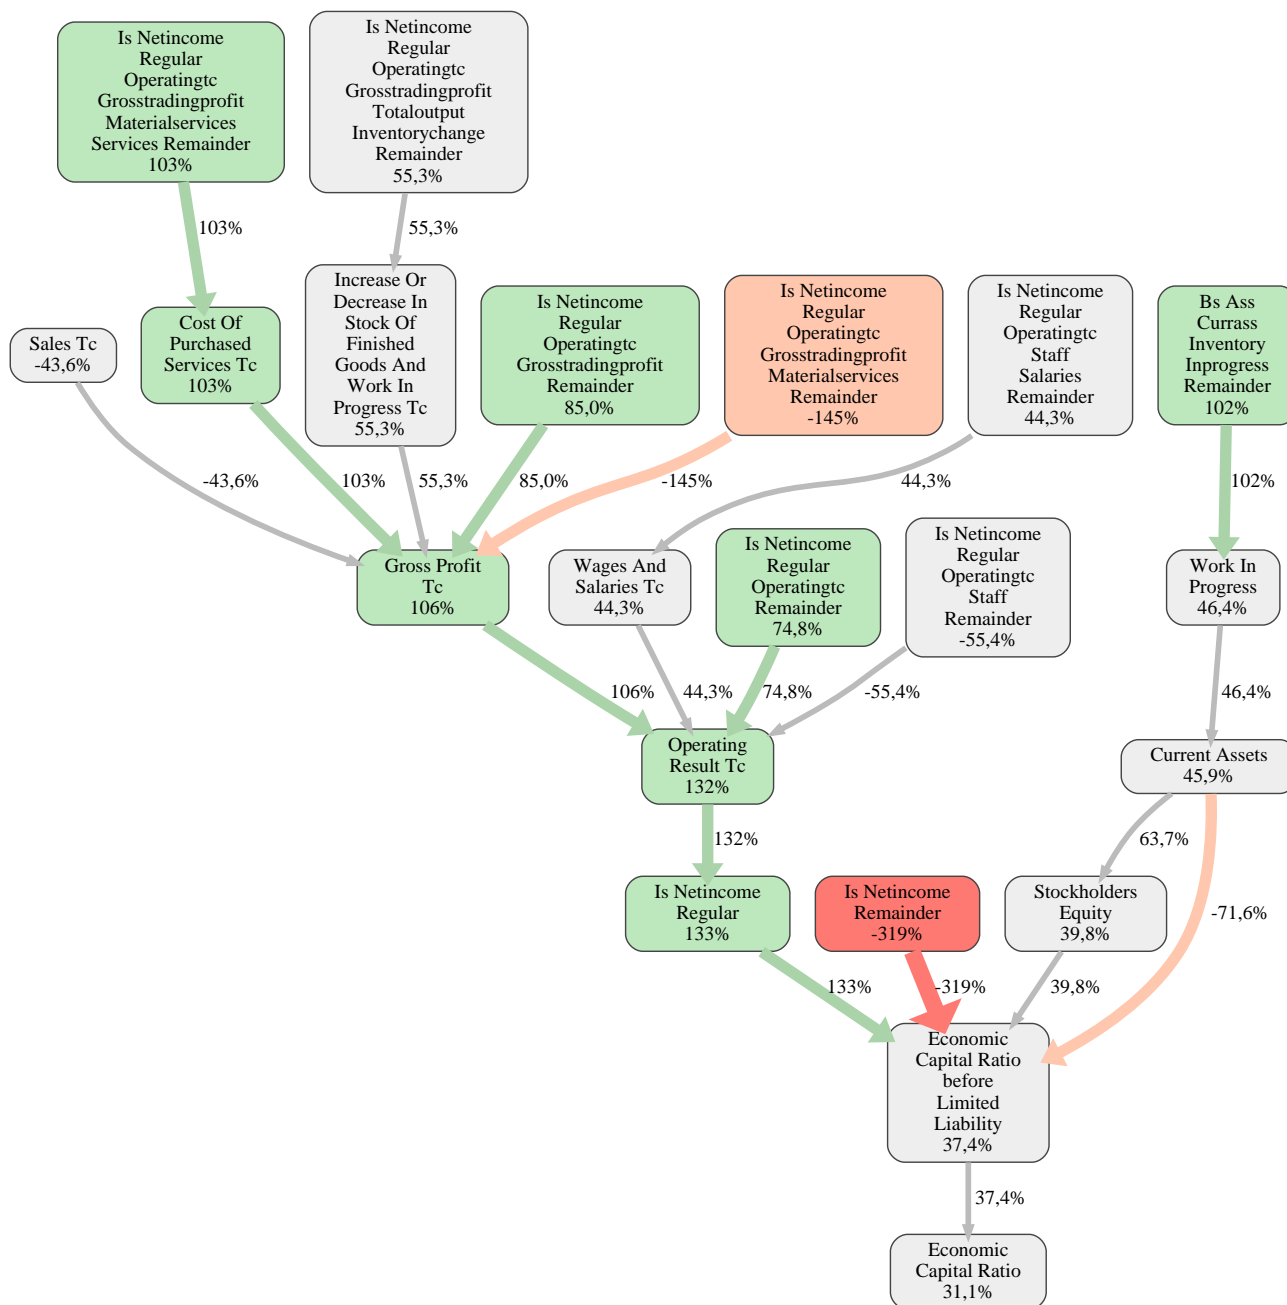 Is Netincome
Regular
Operatingtc
Grosstradingprofit
Materialservices
Services Remainder
103%
Is Netincome
Regular
Operatingtc
Grosstradingprofit
Totaloutput
Inventorychange
Remainder
55,3%
103%
55,3%
Sales Tc
-43,6%
Cost Of
Purchased
Services Tc
103%
Increase Or
Decrease In
Stock Of
Finished
Goods And
Work In
Progress Tc
55,3%
Is Netincome
Regular
Operatingtc
Grosstradingprofit
Remainder
85,0%
Is Netincome
Regular
Operatingtc
Grosstradingprofit
Materialservices
Remainder
-145%
Is Netincome
Regular
Operatingtc
Staff
Salaries
Remainder
44,3%
Bs Ass
Currass
Inventory
Inprogress
Remainder
102%
-43,6%
103%
55,3%
85,0%
-145%
44,3%
102%
Gross Profit
Tc
106%
Wages And
Salaries Tc
44,3%
Is Netincome
Regular
Operatingtc
Remainder
74,8%
Is Netincome
Regular
Operatingtc
Staff
Remainder
-55,4%
Work In
Progress
46,4%
106%
44,3%
74,8%
-55,4%
46,4%
Operating
Result Tc
132%
Current Assets
45,9%
132%
63,7%
-71,6%
Is Netincome
Regular
133%
Is Netincome
Remainder
-319%
Stockholders
Equity
39,8%
133%
-319%
39,8%
Economic
Capital Ratio
before
Limited
Liability
37,4%
37,4%
Economic
Capital Ratio
31,1%